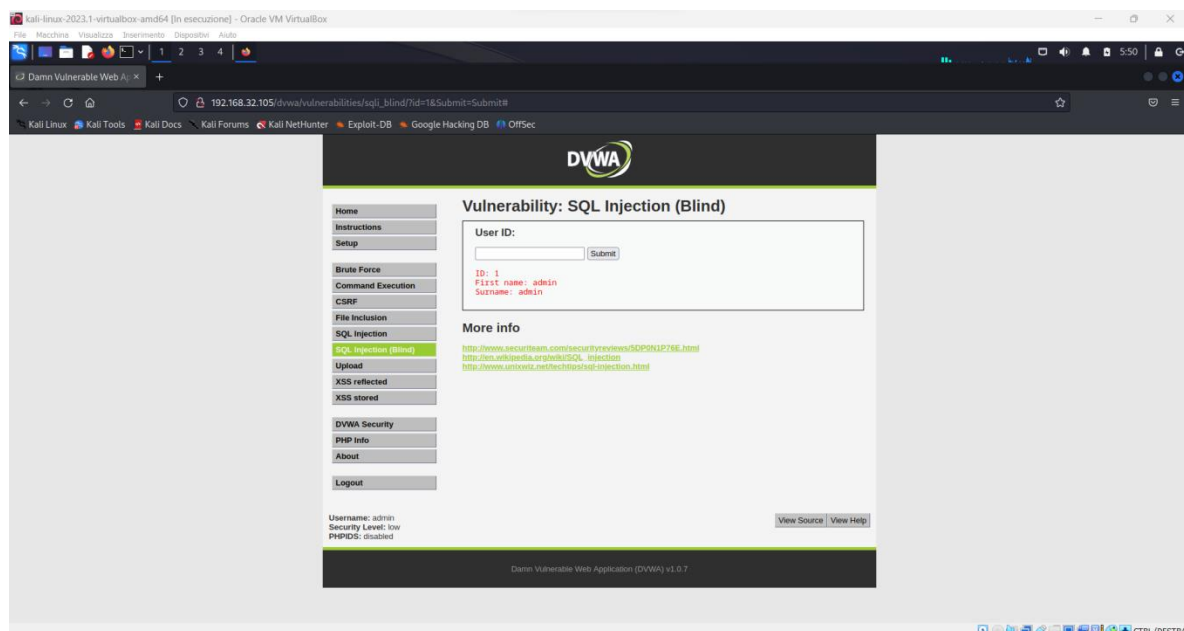 kali-linux-2023.1-virtualbox-amd64 [In esecuzione] - Oracle VM VirtualBox
File Macchina Visualizza Inserimento Dispositivi Aiuto
1 2 3 4
5:50
Damn Vulnerable Web Ap
192.168.32.105/dvwa/vulnerabilities/sqli_blind/?id=1&Submit=Submit#
Kali Linux Kali Tools Kali Docs Kali Forums Kali NetHunter Exploit-DB Google Hacking DB OffSec
DVWA
Home
Instructions
Setup
Brute Force
Command Execution
CSRF
File Inclusion
SQL Injection
SQL Injection (Blind)
Upload
XSS reflected
XSS stored
DVWA Security
PHP Info
About
Logout
Vulnerability: SQL Injection (Blind)
User ID:
Submit
ID: 1
First name: admin
Surname: admin
More info
http://www.securiteam.com/securityreviews/5DP0N1P76E.html
http://en.wikipedia.org/wiki/SQL_injection
http://www.unixwiz.net/techtips/sql-injection.html
Username: admin
Security Level: low
PHPIDS: disabled
View Source View Help
Damn Vulnerable Web Application (DVWA) v1.0.7